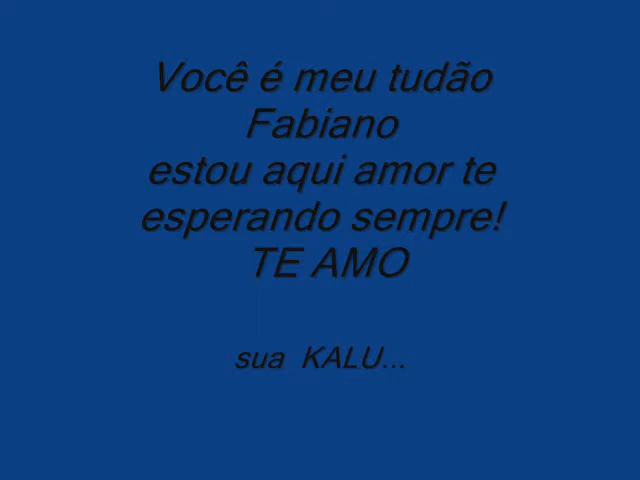 Você é meu tudão
Fabiano
estou aqui amor te
esperando sempre!
TE AMO
sua KALU...